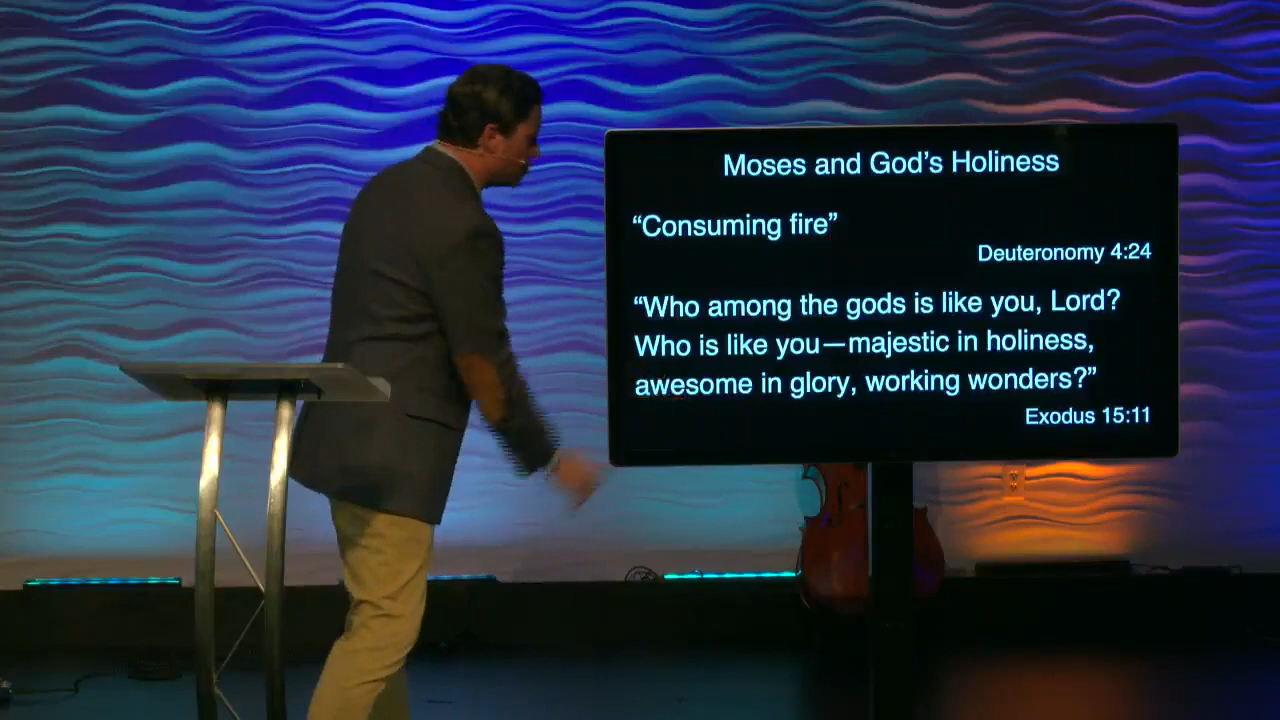 Moses and God’s Holiness
“Consuming fire”
Deuteronomy 4:24
“Who among the gods is like you, Lord?
Who is like you—majestic in holiness,
awesome in glory, working wonders?”
Exodus 15:11